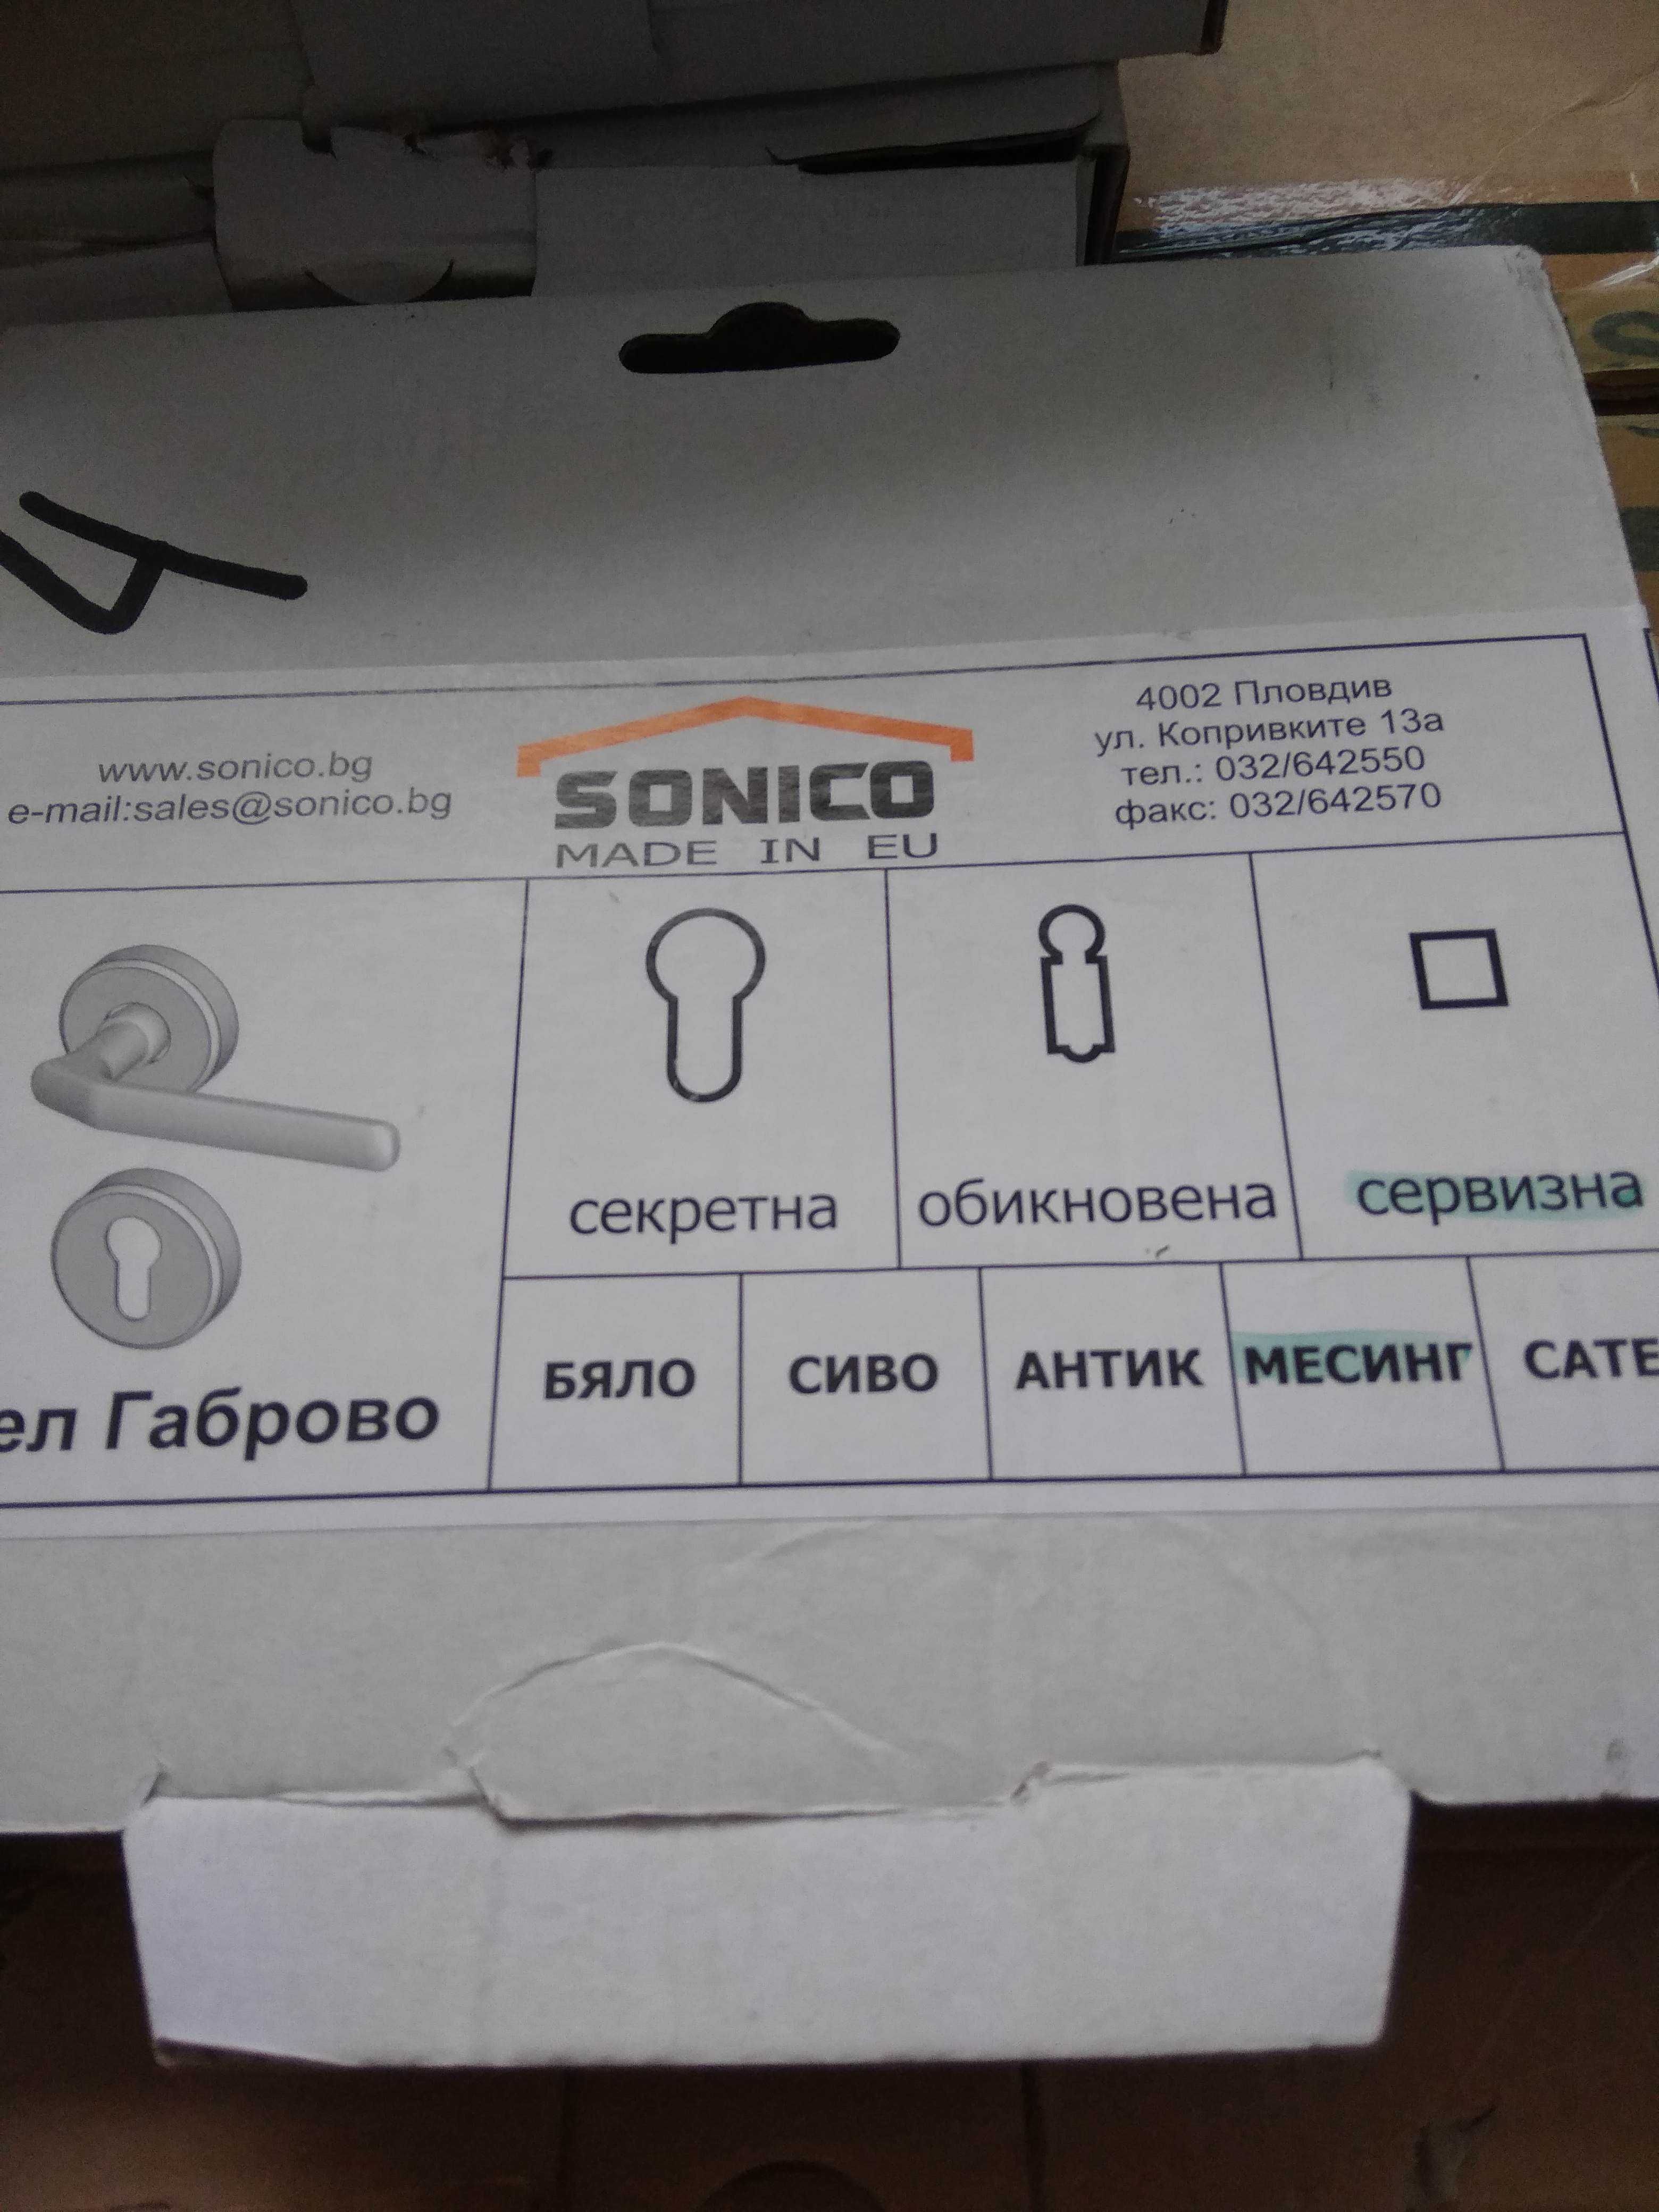 www.sonico.bg
e-mail:sales@sonico.bg
SONICO
MADE IN EU
4002 Пловдив
ул. Копривките 13а
тел.: 032/642550
факс: 032/642570
секретна
обикновена
сервизна
Габрово
БЯЛО
СИВО
АНТИК
МЕСИНГ